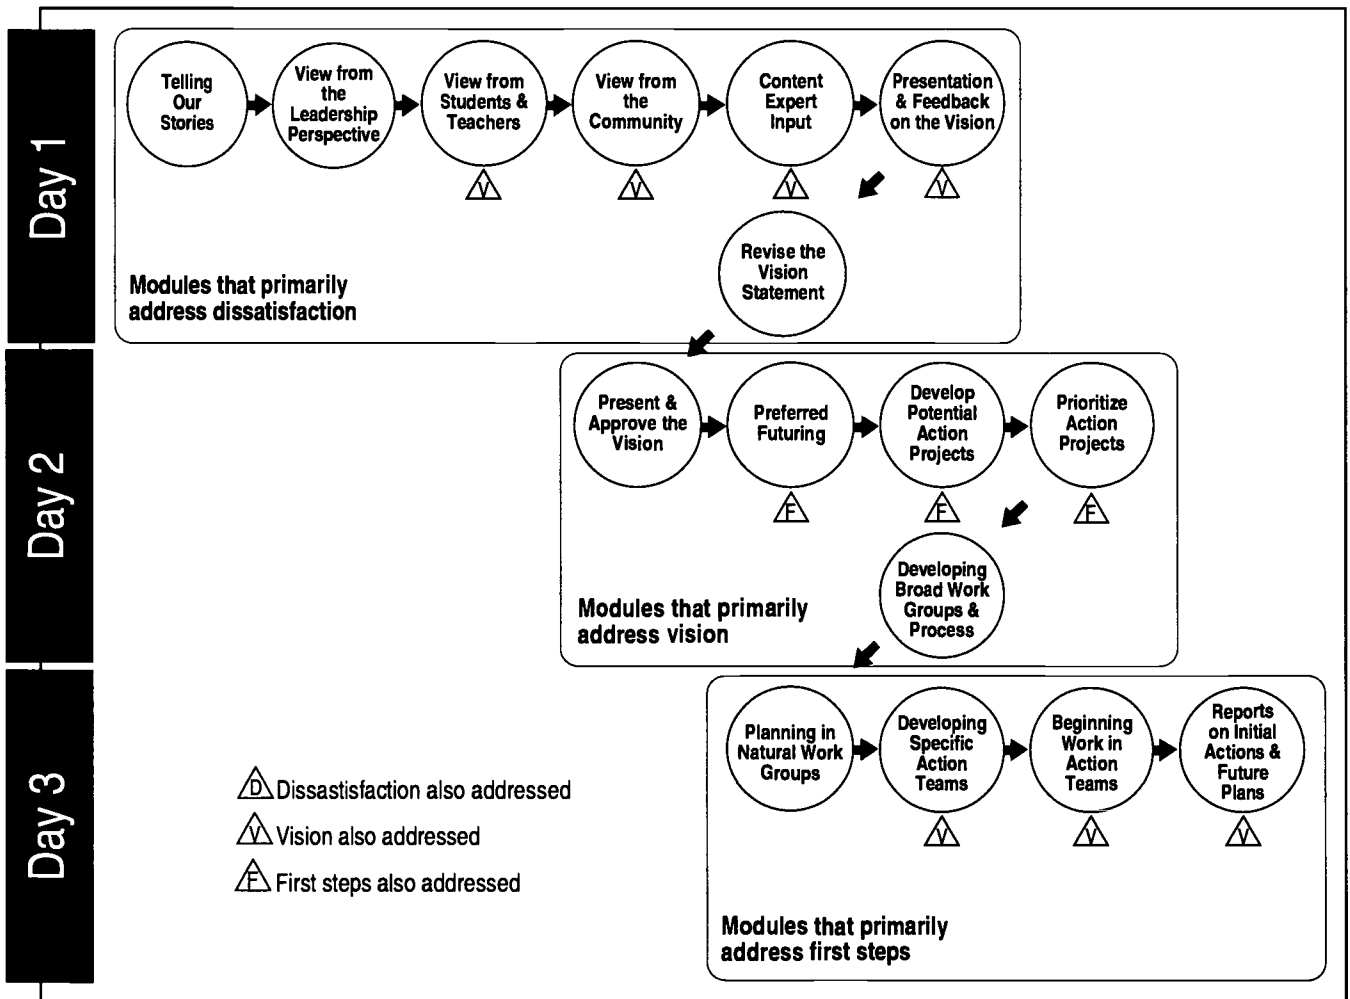 Day 1
Telling
Our
Stories
View from
the
Leadership
Perspective
View from
Students &
Teachers
V
View from
the
Community
V
Content
Expert
Input
V
Presentation
& Feedback
on the Vision
V
Revise the
Vision
Statement
Modules that primarily
address dissatisfaction
Day 2
Present &
Approve the
Vision
Preferred
Futuring
F
Develop
Potential
Action
Projects
F
Prioritize
Action
Projects
F
Developing
Broad Work
Groups &
Process
Modules that primarily
address vision
Day 3
Planning in
Natural Work
Groups
Developing
Specific
Action
Teams
V
Beginning
Work in
Action
Teams
V
Reports
on Initial
Actions &
Future
Plans
V
Modules that primarily
address first steps
D Dissastisfaction also addressed
V Vision also addressed
F First steps also addressed